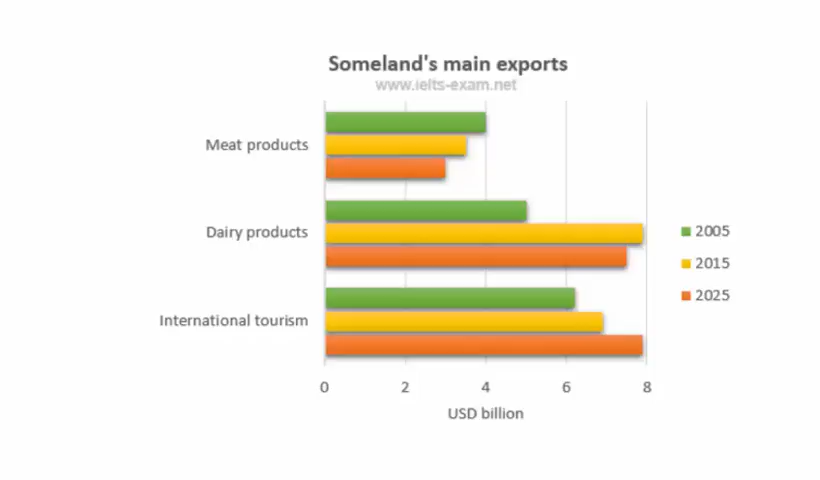 Someland's main exports
www.ielts-exam.net
Meat products
Dairy products
International tourism
2005
2015
2025
0 2 4 6 8
USD billion